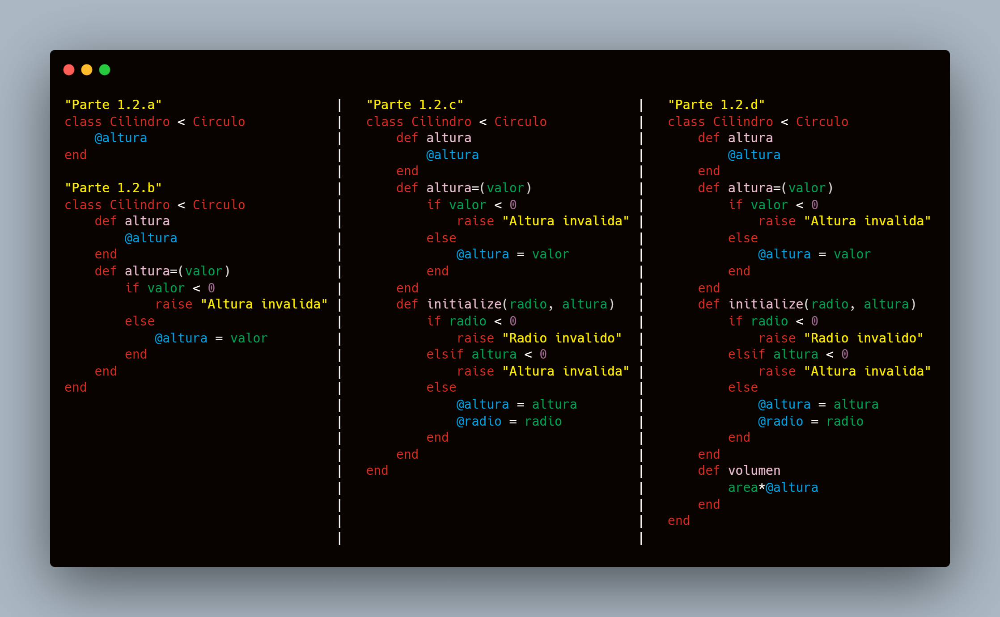 "Parte 1.2.a"
class Cilindro < Circulo
    @altura
end

"Parte 1.2.b"
class Cilindro < Circulo
    def altura
        @altura
    end
    def altura=(valor)
        if valor < 0
            raise "Altura invalida"
        else
            @altura = valor
        end
    end
end

"Parte 1.2.c"
class Cilindro < Circulo
    def altura
        @altura
    end
    def altura=(valor)
        if valor < 0
            raise "Altura invalida"
        else
            @altura = valor
        end
    end
    def initialize(radio, altura)
        if radio < 0
            raise "Radio invalido"
        elsif altura < 0
            raise "Altura invalida"
        else
            @altura = altura
            @radio = radio
        end
    end
end

"Parte 1.2.d"
class Cilindro < Circulo
    def altura
        @altura
    end
    def altura=(valor)
        if valor < 0
            raise "Altura invalida"
        else
            @altura = valor
        end
    end
    def initialize(radio, altura)
        if radio < 0
            raise "Radio invalido"
        elsif altura < 0
            raise "Altura invalida"
        else
            @altura = altura
            @radio = radio
        end
    end
    def volumen
        area*@altura
    end
end